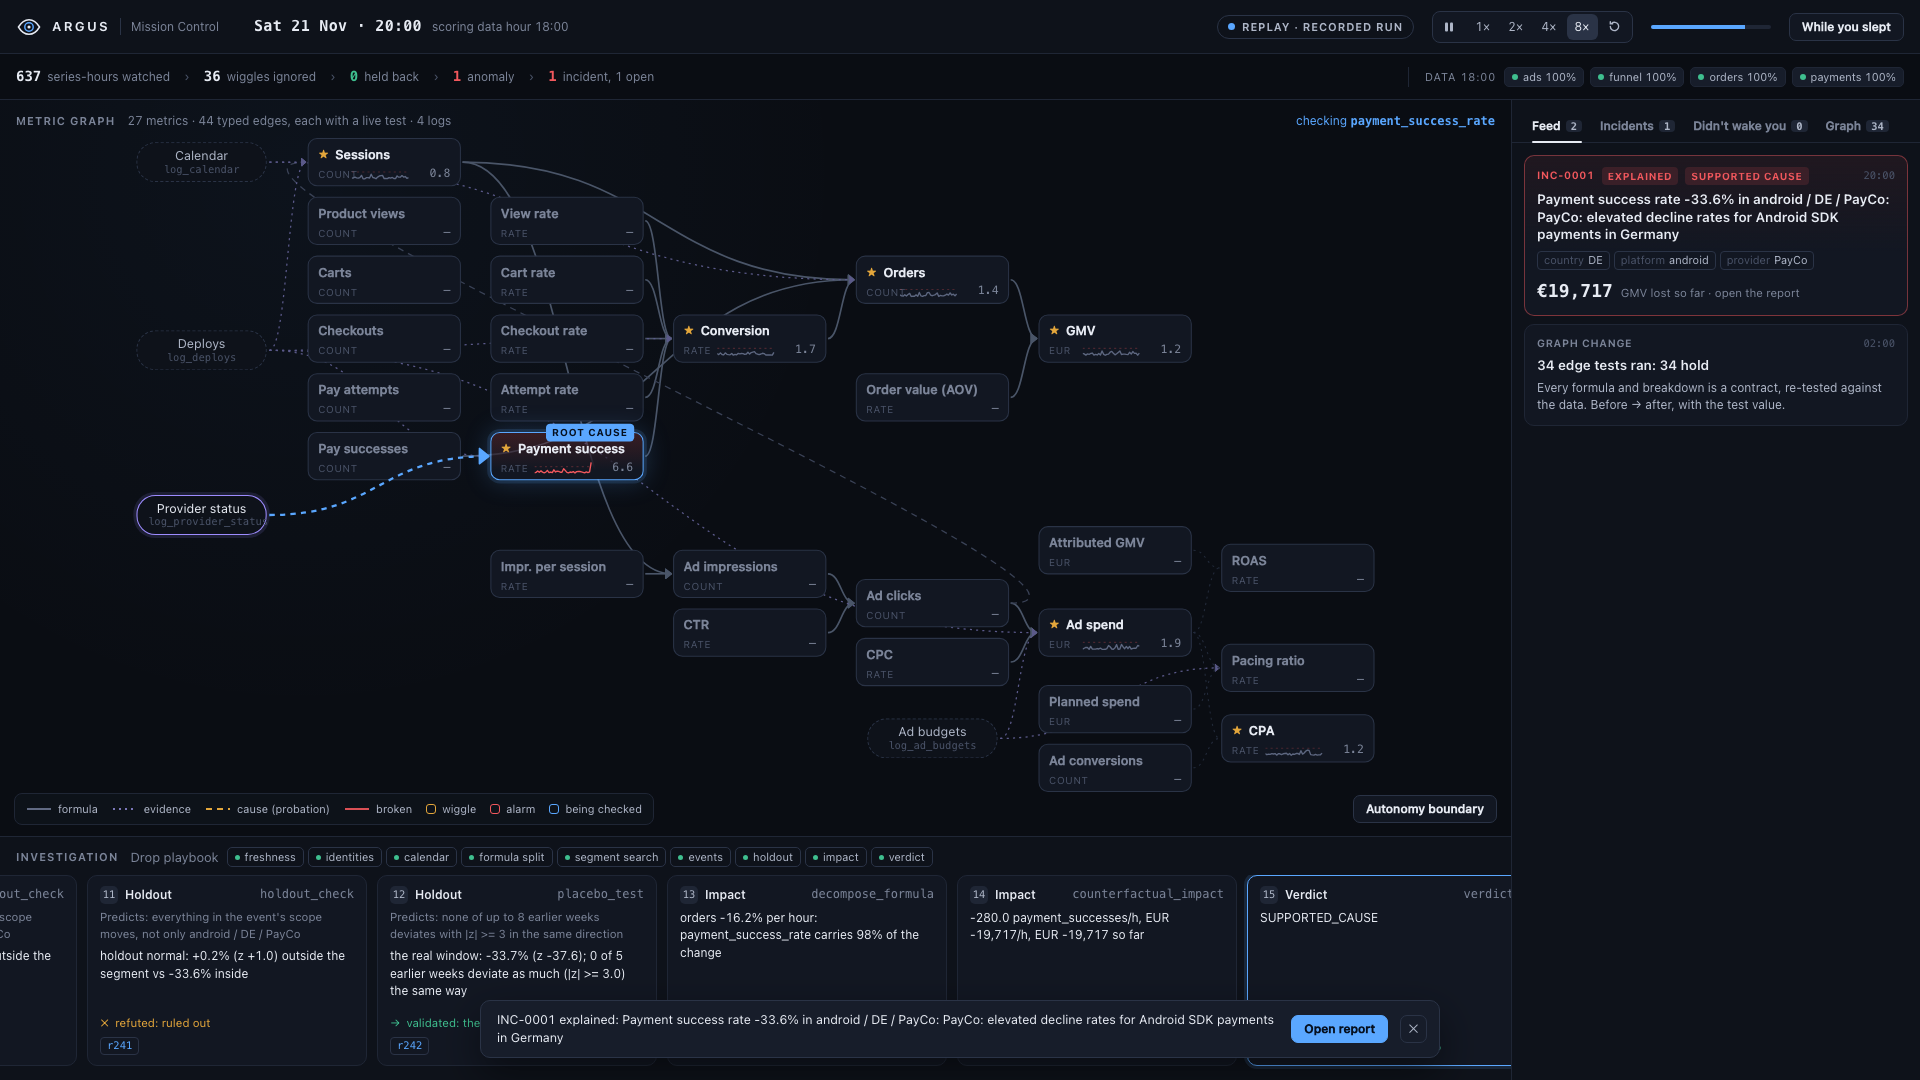 ARGUS Mission Control Sat 21 Nov · 20:00 scoring data hour 18:00 REPLAY · RECORDED RUN 1× 2× 4× 8× While you slept
637 series-hours watched › 36 wiggles ignored › 0 held back › 1 anomaly › 1 incident, 1 open DATA 18:00 ads 100% funnel 100% orders 100% payments 100%
METRIC GRAPH 27 metrics · 44 typed edges, each with a live test · 4 logs checking payment_success_rate
Calendar
log_calendar
Sessions
COUNT 0.8
Product views
COUNT –
View rate
RATE –
Carts
COUNT –
Cart rate
RATE –
Orders
COUNT 1.4
Deploys
log_deploys
Checkouts
COUNT –
Checkout rate
RATE –
Conversion
RATE 1.7
GMV
EUR 1.2
Pay attempts
COUNT –
Attempt rate
RATE –
Order value (AOV)
RATE –
ROOT CAUSE
Pay successes
COUNT –
Payment success
RATE 6.6
Provider status
log_provider_status
Impr. per session
RATE –
Ad impressions
COUNT –
Attributed GMV
EUR –
ROAS
RATE –
Ad clicks
COUNT –
CTR
RATE –
Ad spend
EUR 1.9
CPC
RATE –
Pacing ratio
RATE –
Planned spend
EUR –
Ad budgets
log_ad_budgets
CPA
RATE 1.2
Ad conversions
COUNT –
formula evidence cause (probation) broken wiggle alarm being checked
Autonomy boundary
Feed 2 Incidents 1 Didn't wake you 0 Graph 34
INC-0001 EXPLAINED SUPPORTED CAUSE 20:00
Payment success rate -33.6% in android / DE / PayCo:
PayCo: elevated decline rates for Android SDK
payments in Germany
country DE platform android provider PayCo
€19,717 GMV lost so far · open the report
GRAPH CHANGE 02:00
34 edge tests ran: 34 hold
Every formula and breakdown is a contract, re-tested against
the data. Before → after, with the test value.
INVESTIGATION Drop playbook freshness identities calendar formula split segment search events holdout impact verdict
out_check
scope
Co
utside the
11 Holdout holdout_check
Predicts: everything in the event's scope
moves, not only android / DE / PayCo
holdout normal: +0.2% (z +1.0) outside the
segment vs -33.6% inside
× refuted: ruled out
r241
12 Holdout placebo_test
Predicts: none of up to 8 earlier weeks
deviates with |z| >= 3 in the same direction
the real window: -33.7% (z -37.6); 0 of 5
earlier weeks deviate as much (|z| >= 3.0)
the same way
→ validated: the
r242
13 Impact decompose_formula
orders -16.2% per hour:
payment_success_rate carries 98% of the
change
14 Impact counterfactual_impact
-280.0 payment_successes/h, EUR
-19,717/h, EUR -19,717 so far
15 Verdict verdict
SUPPORTED_CAUSE
INC-0001 explained: Payment success rate -33.6% in android / DE / PayCo: PayCo: elevated decline rates for Android SDK payments
in Germany
Open report ×